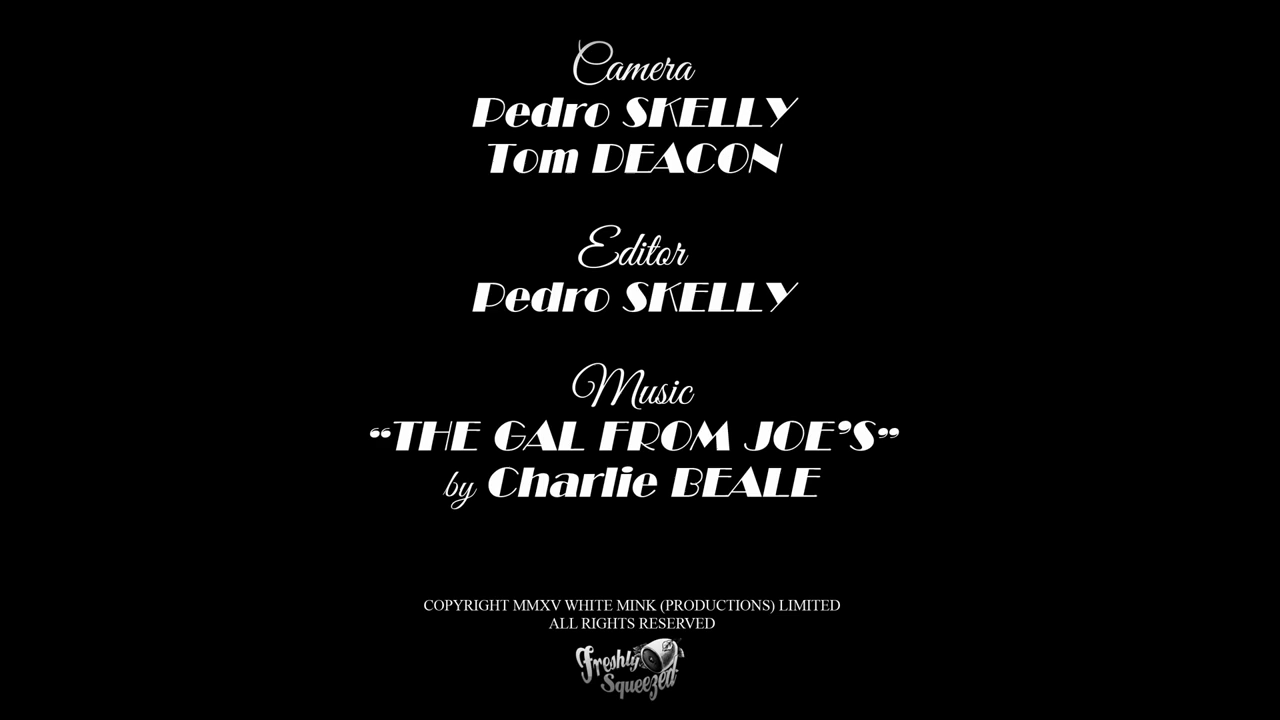 Camera
Pedro SKELLY
Tom DEACON
Editor
Pedro SKELLY
Music
“THE GAL FROM JOE’S”
by Charlie BEALE
COPYRIGHT MMXV WHITE MINK (PRODUCTIONS) LIMITED
ALL RIGHTS RESERVED
Freshly
Squeezed